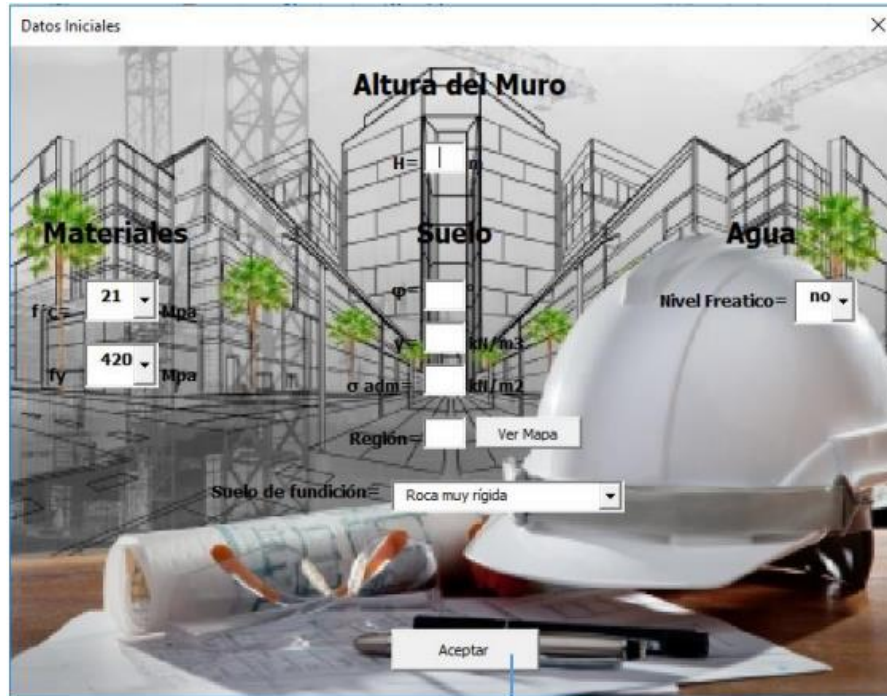 Datos Iniciales
Altura del Muro
H= m
Materiales
Suelo
Agua
f´c= 21 Mpa
φ= °
Nivel Freatico= no
γ= kN/m3
fy 420 Mpa
σ adm= kN/m2
Región= Ver Mapa
Suelo de fundición= Roca muy rígida
Aceptar